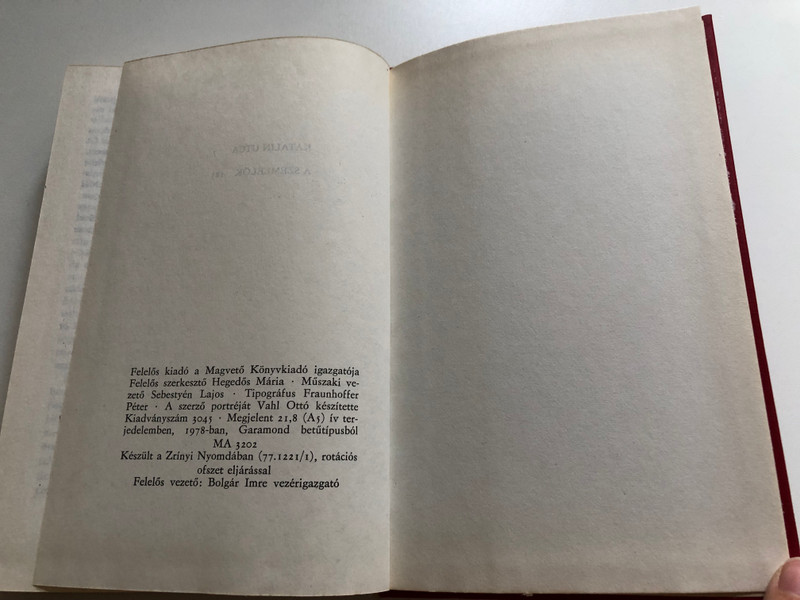 Felelős kiadó a Magvető Könyvkiadó igazgatója
Felelős szerkesztő Hegedős Mária · Műszaki ve-
zető Sebestyén Lajos · Tipográfus Fraunhoffer
Péter · A szerző portréját Vahl Ottó készítette
Kiadványszám 3045 · Megjelent 21,8 (A5) ív ter-
jedelemben, 1978-ban, Garamond betűtípusból
MA 3202
Készült a Zrínyi Nyomdában (77.1221/1), rotációs
ofszet eljárással
Felelős vezető: Bolgár Imre vezérigazgató